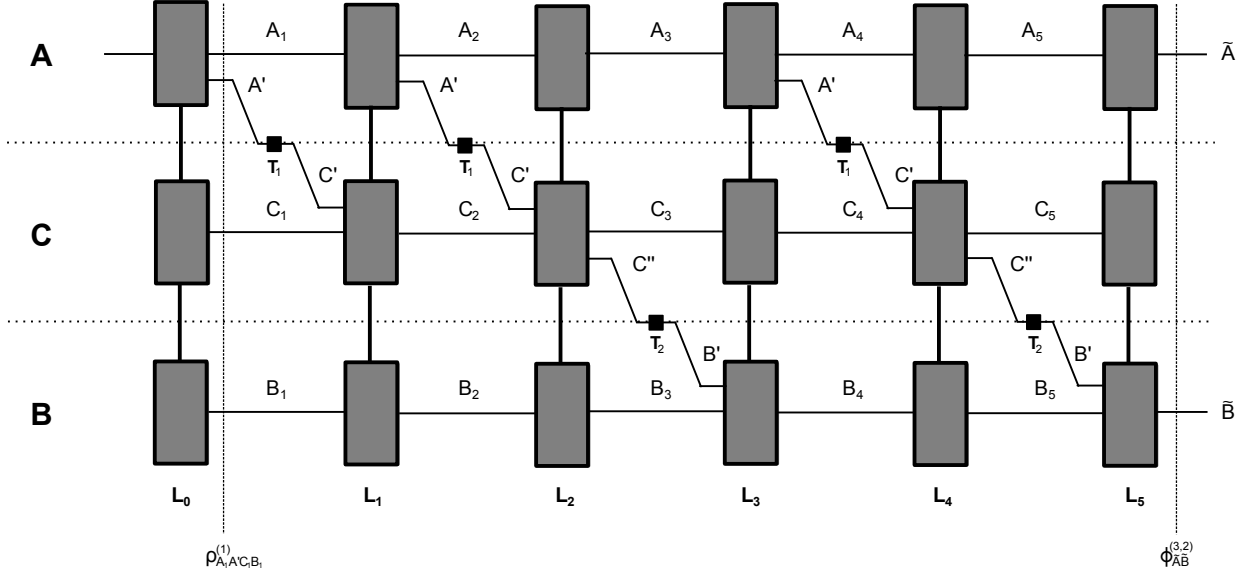 A₁ A₂ A₃ A₄ A₅
A Ã
A' A' A'
T₁ T₁ T₁
C' C' C'
C₁ C₂ C₃ C₄ C₅
C
C'' C''
T₂ T₂
B' B'
B₁ B₂ B₃ B₄ B₅
B B̃
L₀ L₁ L₂ L₃ L₄ L₅
ρ^{(1)}_{A₁A'C₁B₁} ϕ^{(3,2)}_{ÃB̃}